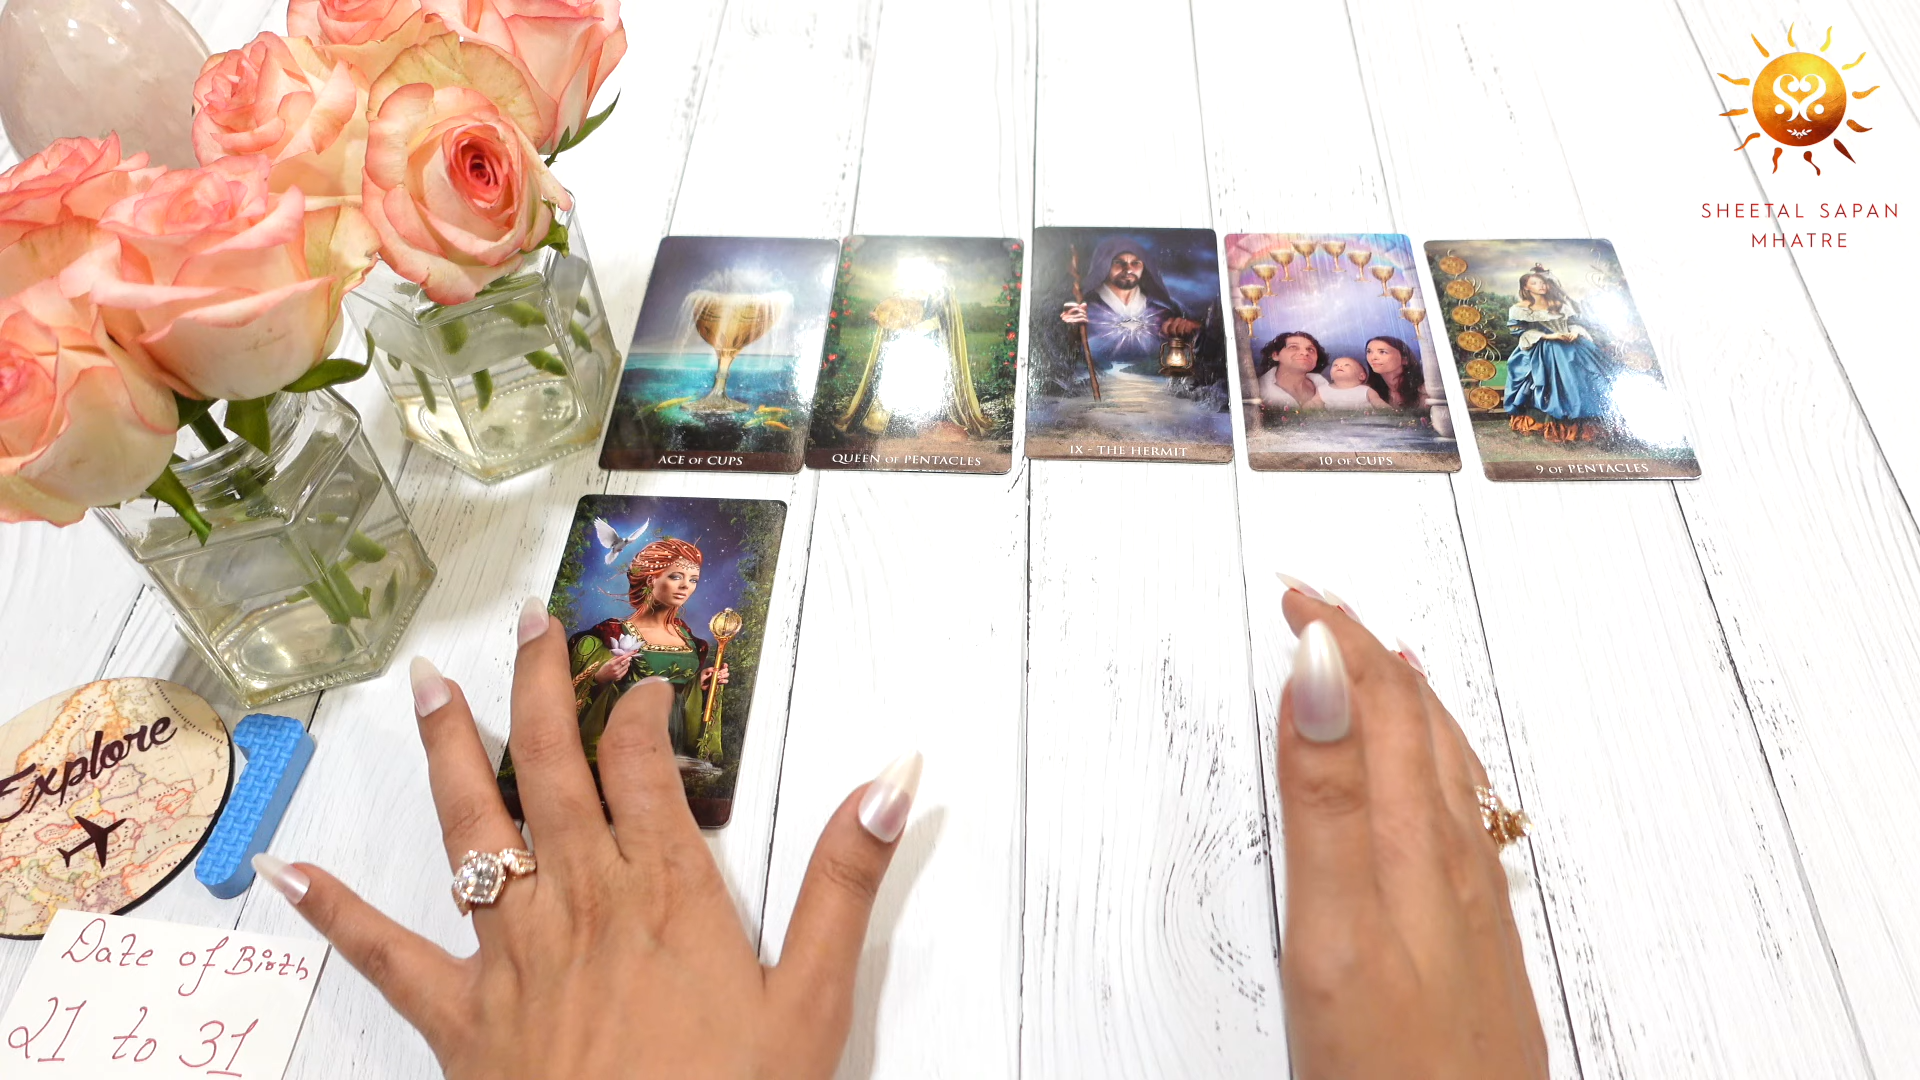 SHEETAL SAPAN
MHATRE
ACE OF CUPS
QUEEN OF PENTACLES
IX - THE HERMIT
10 OF CUPS
9 OF PENTACLES
Explore
Date of Birth
21 to 31